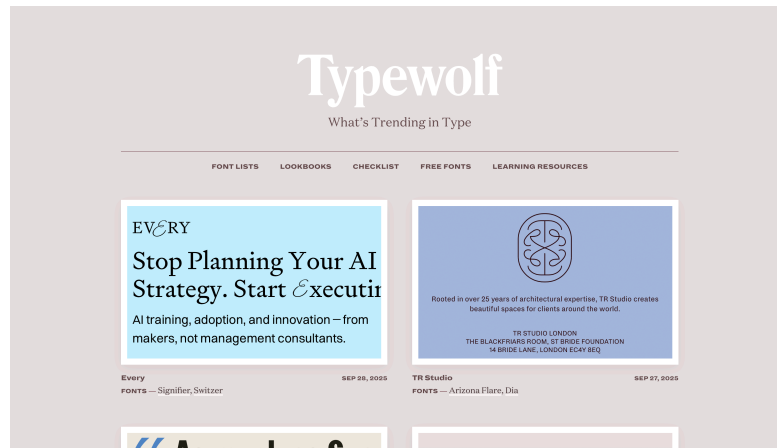 Typewolf
What's Trending in Type
FONT LISTS LOOKBOOKS CHECKLIST FREE FONTS LEARNING RESOURCES
EVERY
Stop Planning Your AI
Strategy. Start Executin
AI training, adoption, and innovation — from
makers, not management consultants.
Every SEP 28, 2025
FONTS — Signifier, Switzer
Rooted in over 25 years of architectural expertise, TR Studio creates
beautiful spaces for clients around the world.
TR STUDIO LONDON
THE BLACKFRIARS ROOM, ST BRIDE FOUNDATION
14 BRIDE LANE, LONDON EC4Y 8EQ
TR Studio SEP 27, 2025
FONTS — Arizona Flare, Dia